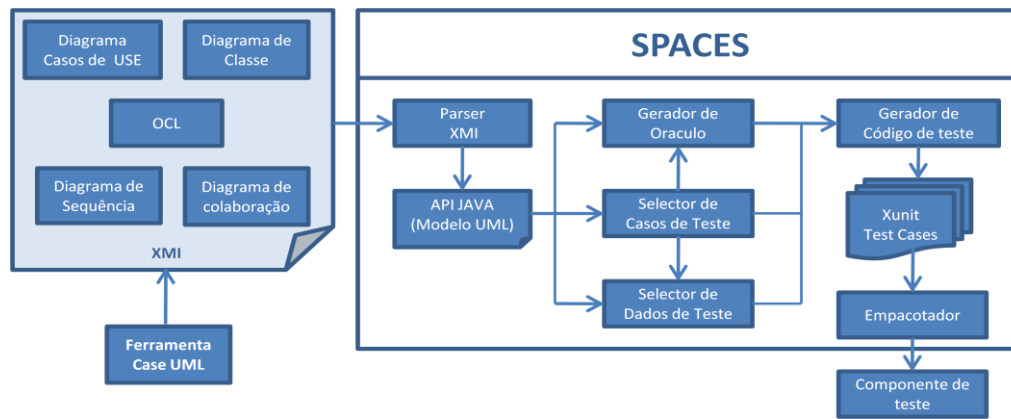 Diagrama
Casos de USE
Diagrama de
Classe
OCL
Diagrama de
Sequência
Diagrama de
colaboração
XMI
Ferramenta
Case UML
SPACES
Parser
XMI
API JAVA
(Modelo UML)
Gerador de
Oraculo
Selector de
Casos de Teste
Selector de
Dados de Teste
Gerador de
Código de teste
Xunit
Test Cases
Empacotador
Componente de
teste